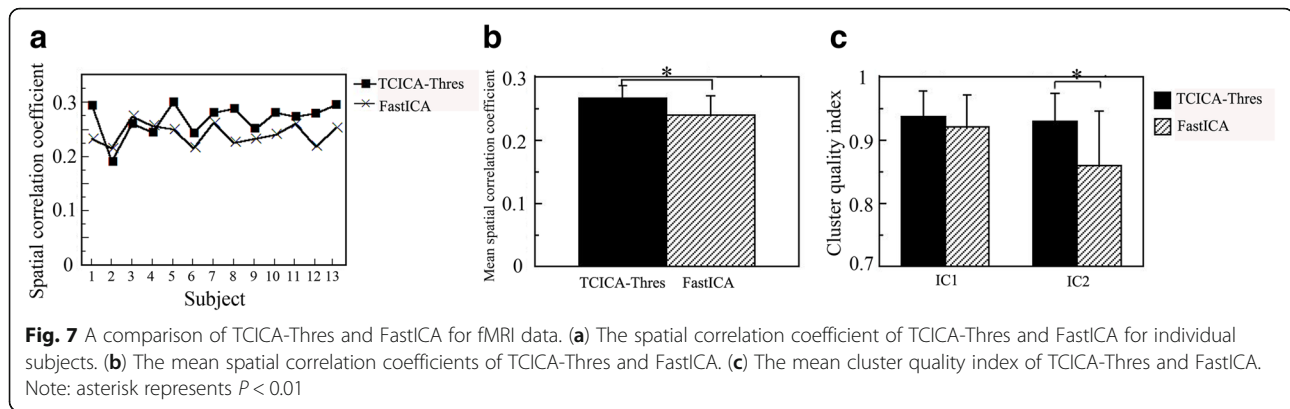 a
Spatial correlation coefficient
0.3
0.2
0.1
0
1 2 3 4 5 6 7 8 9 10 11 12 13
Subject
TCICA-Thres
FastICA
b
Mean spatial correlation coefficient
0.3
0.2
0.1
0
*
TCICA-Thres FastICA
c
Cluster quality index
1
0.9
0.8
0.7
*
IC1 IC2
TCICA-Thres
FastICA
Fig. 7 A comparison of TCICA-Thres and FastICA for fMRI data. (a) The spatial correlation coefficient of TCICA-Thres and FastICA for individual
subjects. (b) The mean spatial correlation coefficients of TCICA-Thres and FastICA. (c) The mean cluster quality index of TCICA-Thres and FastICA.
Note: asterisk represents P < 0.01